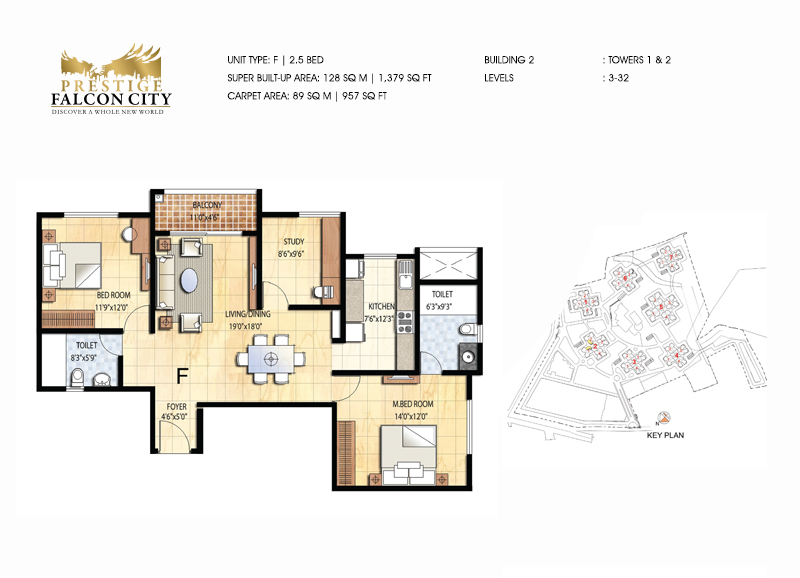 PRESTIGE
FALCON CITY
DISCOVER A WHOLE NEW WORLD
UNIT TYPE: F | 2.5 BED
SUPER BUILT-UP AREA: 128 SQ M | 1,379 SQ FT
CARPET AREA: 89 SQ M | 957 SQ FT
BUILDING 2 : TOWERS 1 & 2
LEVELS : 3-32
BALCONY
11'0"x4'6"
STUDY
8'6"x9'6"
BED ROOM
11'9"x12'0"
LIVING/DINING
19'0"x18'0"
KITCHEN
7'6"x12'3"
TOILET
6'3"x9'3"
TOILET
8'3"x5'9"
F
FOYER
4'6"x5'0"
M.BED ROOM
14'0"x12'0"
N
KEY PLAN